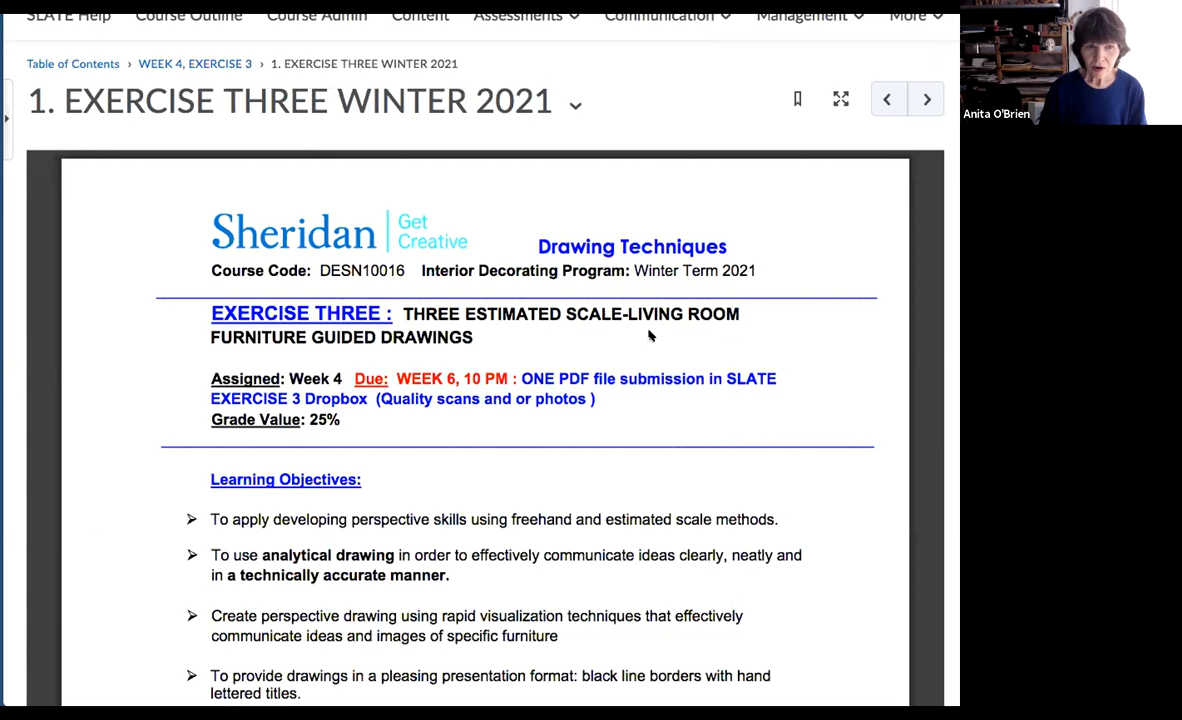 SLATE Help Course Outline Course Admin Content Assessments Communication Management More
Table of Contents › WEEK 4, EXERCISE 3 › 1. EXERCISE THREE WINTER 2021
1. EXERCISE THREE WINTER 2021
Anita O'Brien
Sheridan | Get Creative
Drawing Techniques
Course Code: DESN10016 Interior Decorating Program: Winter Term 2021
EXERCISE THREE : THREE ESTIMATED SCALE-LIVING ROOM
FURNITURE GUIDED DRAWINGS
Assigned: Week 4 Due: WEEK 6, 10 PM : ONE PDF file submission in SLATE
EXERCISE 3 Dropbox (Quality scans and or photos )
Grade Value: 25%
Learning Objectives:
➢ To apply developing perspective skills using freehand and estimated scale methods.
➢ To use analytical drawing in order to effectively communicate ideas clearly, neatly and
in a technically accurate manner.
➢ Create perspective drawing using rapid visualization techniques that effectively
communicate ideas and images of specific furniture
➢ To provide drawings in a pleasing presentation format: black line borders with hand
lettered titles.